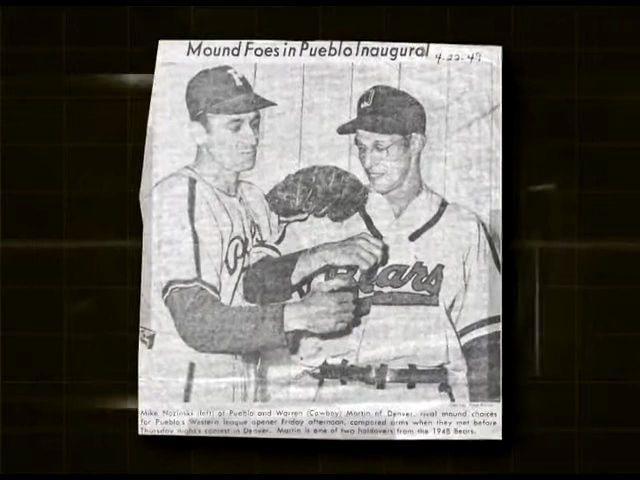 Mound Foes in Pueblo Inaugural 4-22-49
Bears
Mike Nozinski (left) of Pueblo and Warren (Cowboy) Martin of Denver, rival mound choices
for Pueblo's Western league opener Friday afternoon, compared arms when they met before
Thursday night's contest in Denver. Martin is one of two holdovers from the 1948 Bears.